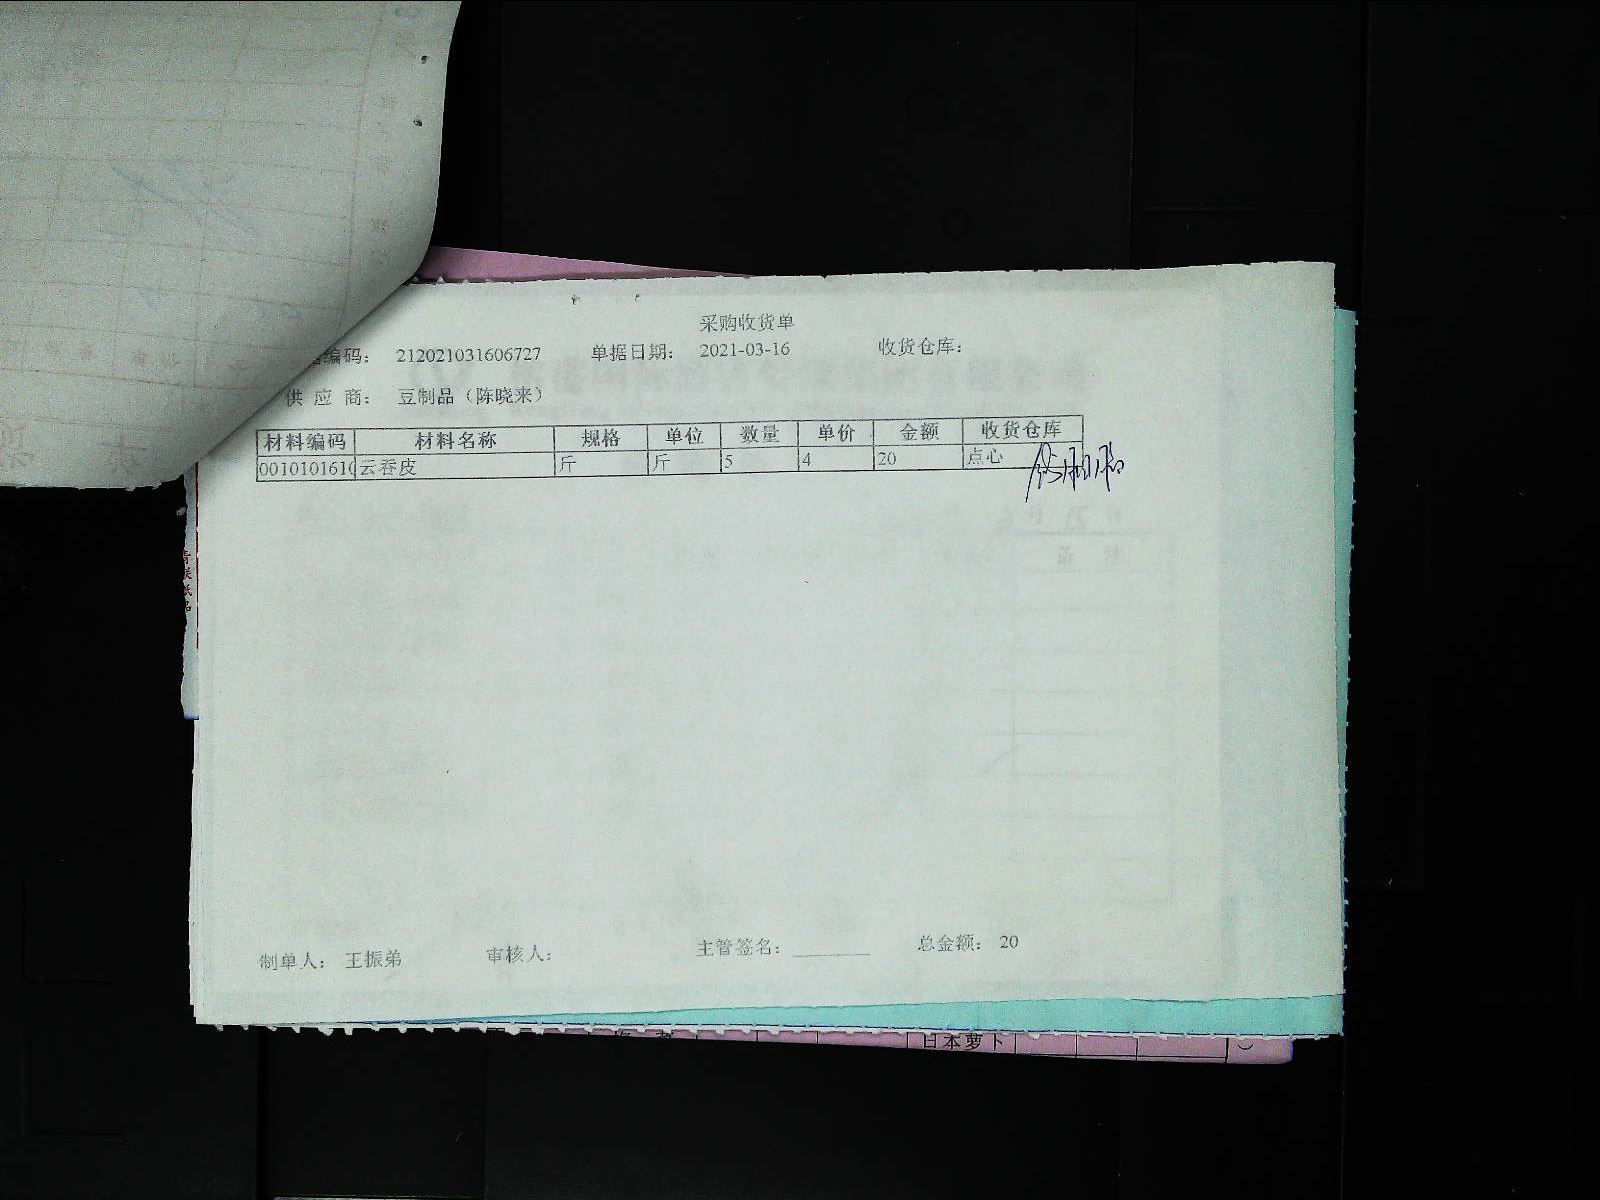 采购收货单
编码： 212021031606727 单据日期： 2021-03-16 收货仓库：
供 应 商： 豆制品（陈晓来）
材料编码 材料名称 规格 单位 数量 单价 金额 收货仓库
0010101610 云吞皮 斤 斤 5 4 20 点心
制单人： 王振弟 审核人： 主管签名： 总金额： 20
日本萝卜